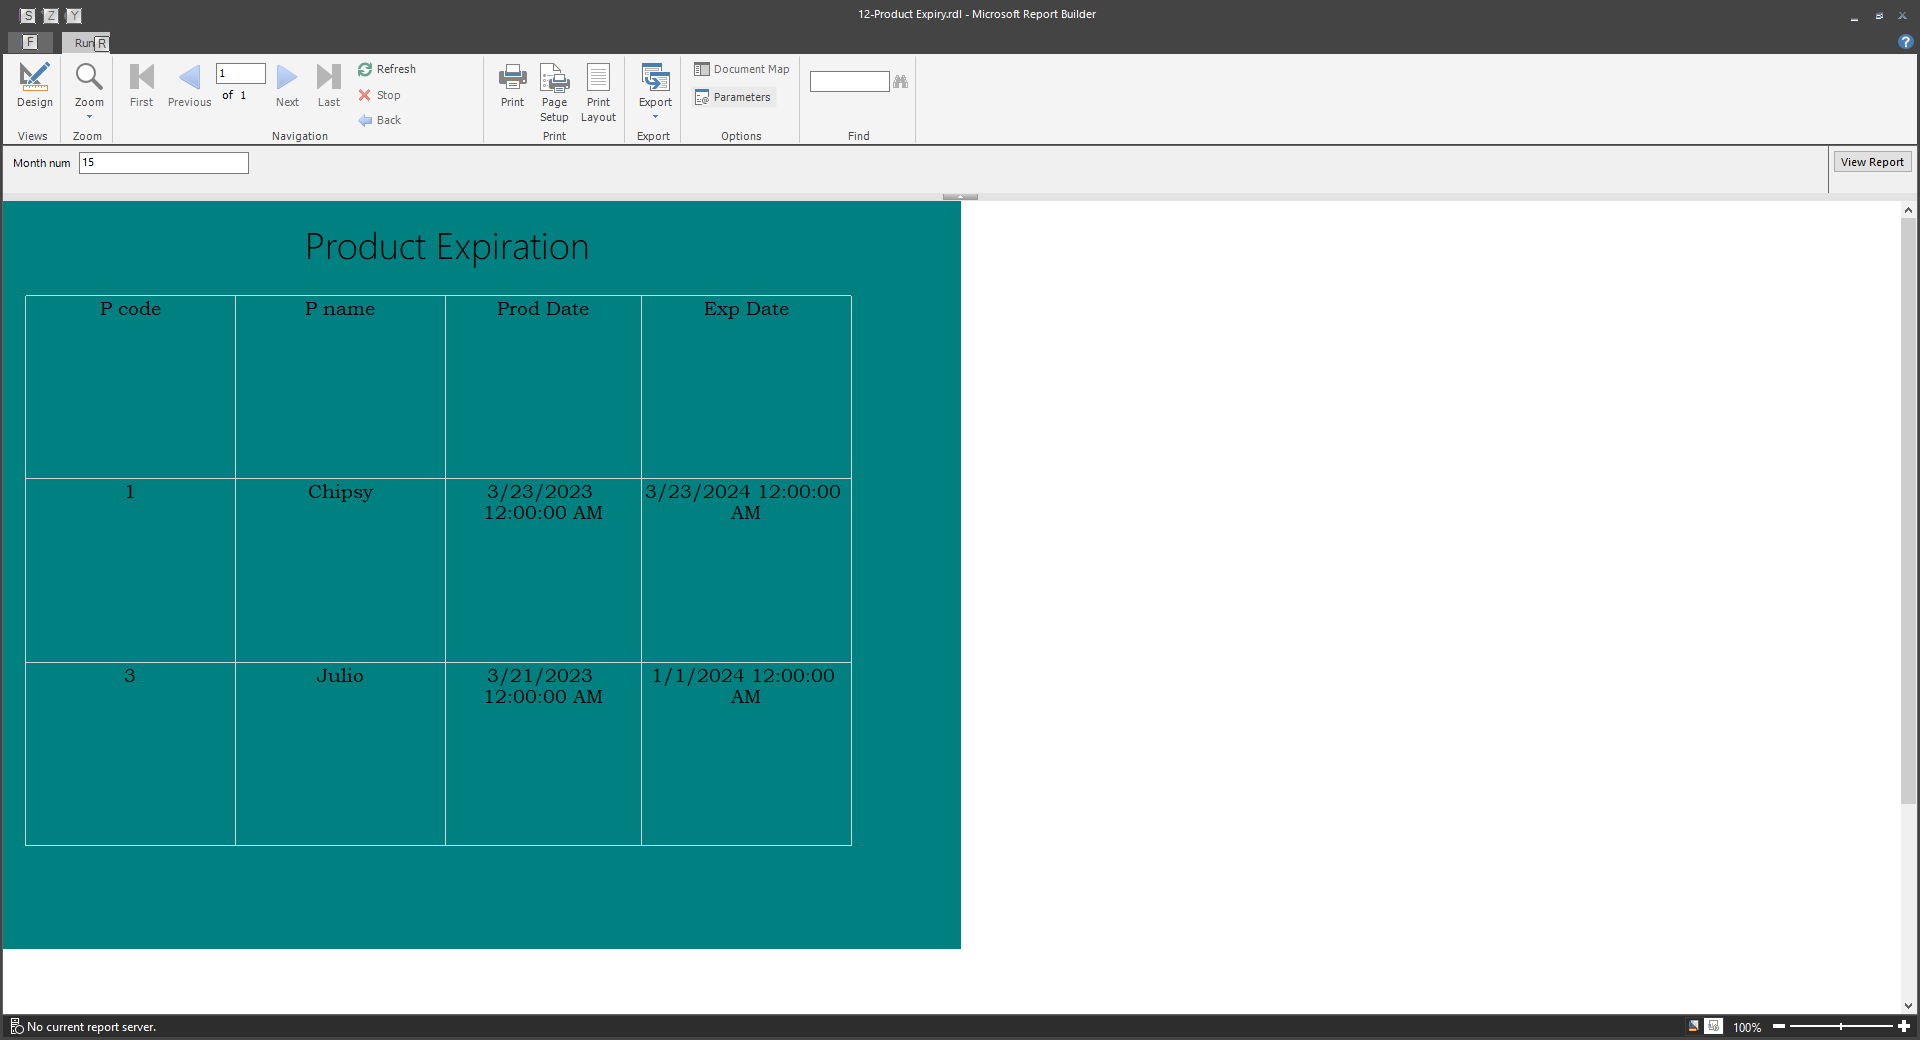 S Z Y
12-Product Expiry.rdl - Microsoft Report Builder
F
Run R
Design
Zoom
First
Previous
1
of 1
Next
Last
Refresh
Stop
Back
Print
Page Setup
Print Layout
Export
Document Map
Parameters
Views
Zoom
Navigation
Print
Export
Options
Find
Month num 15
View Report
Product Expiration
P code P name Prod Date Exp Date
1 Chipsy 3/23/2023 12:00:00 AM 3/23/2024 12:00:00 AM
3 Julio 3/21/2023 12:00:00 AM 1/1/2024 12:00:00 AM
No current report server.
100%